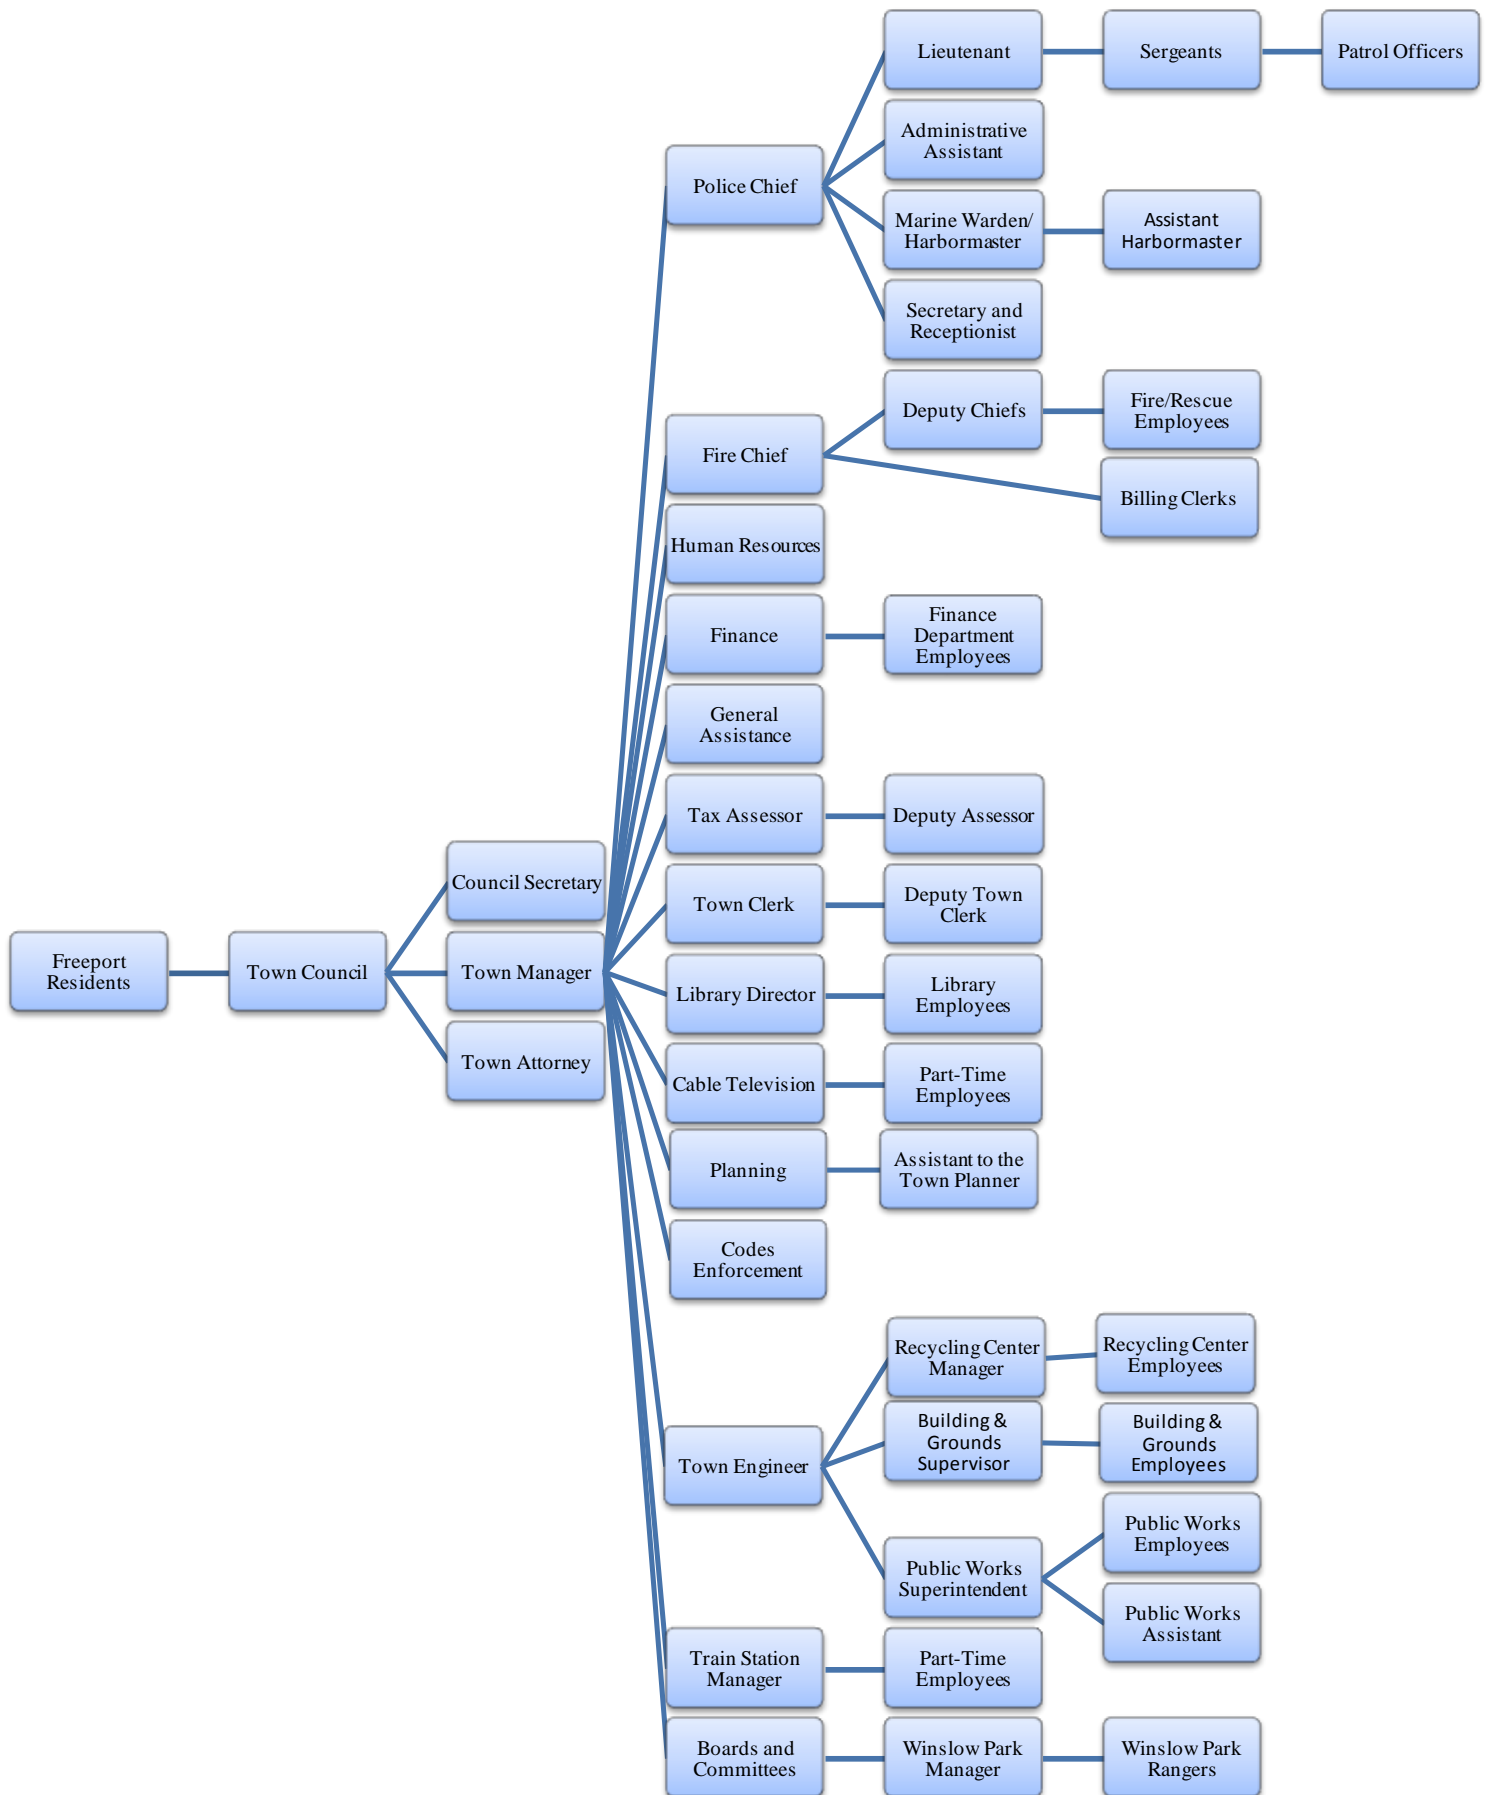 Lieutenant
Sergeants
Patrol Officers
Administrative
Assistant
Police Chief
Marine Warden/
Harbormaster
Assistant
Harbormaster
Secretary and
Receptionist
Deputy Chiefs
Fire/Rescue
Employees
Fire Chief
Billing Clerks
Human Resources
Finance
Finance
Department
Employees
General
Assistance
Tax Assessor
Deputy Assessor
Council Secretary
Town Clerk
Deputy Town
Clerk
Freeport
Residents
Town Council
Town Manager
Library Director
Library
Employees
Town Attorney
Cable Television
Part-Time
Employees
Planning
Assistant to the
Town Planner
Codes
Enforcement
Recycling Center
Manager
Recycling Center
Employees
Town Engineer
Building &
Grounds
Supervisor
Building &
Grounds
Employees
Public Works
Superintendent
Public Works
Employees
Public Works
Assistant
Train Station
Manager
Part-Time
Employees
Boards and
Committees
Winslow Park
Manager
Winslow Park
Rangers